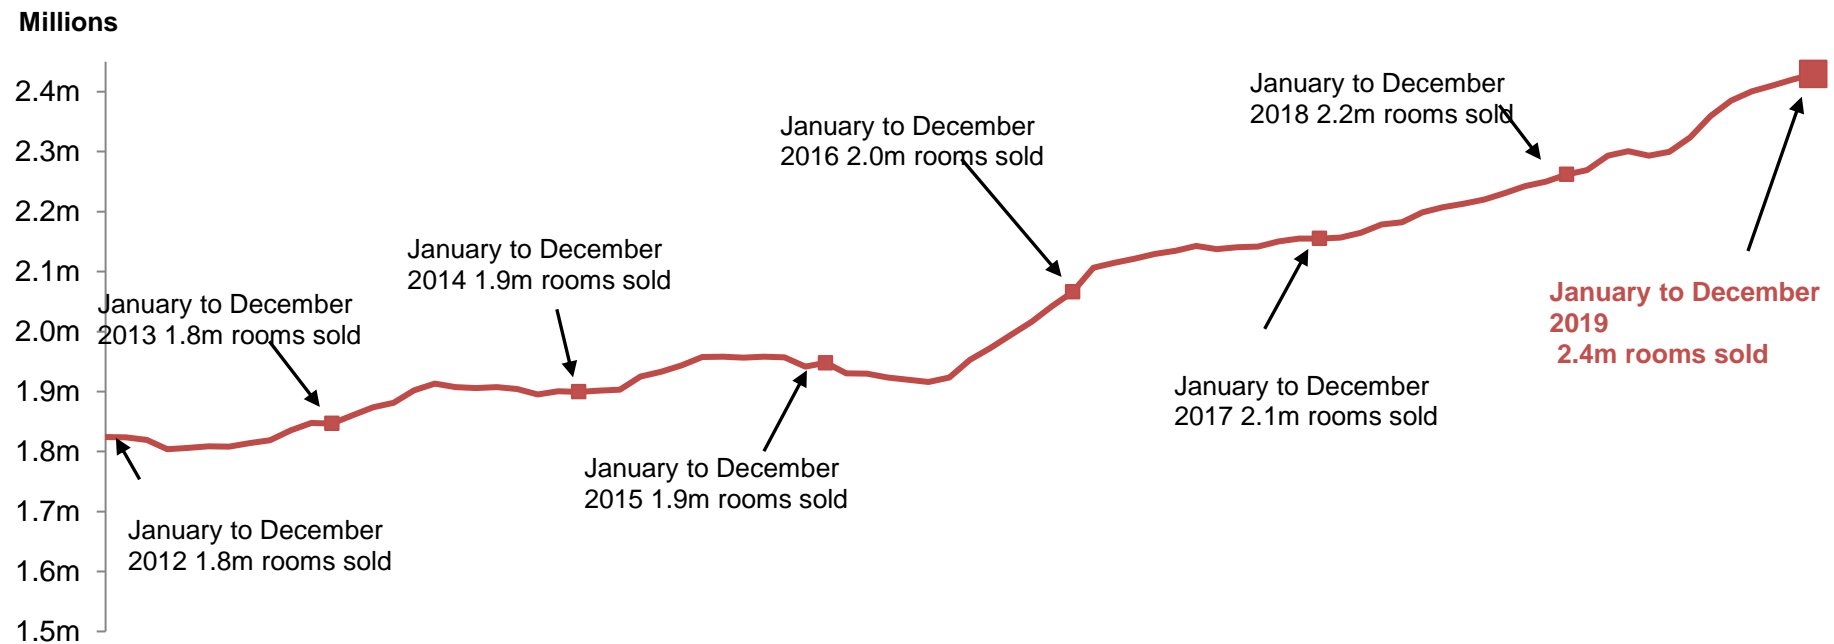 Millions
2.4m
2.3m
2.2m
2.1m
2.0m
1.9m
1.8m
1.7m
1.6m
1.5m
January to December
2012 1.8m rooms sold
January to December
2013 1.8m rooms sold
January to December
2014 1.9m rooms sold
January to December
2015 1.9m rooms sold
January to December
2016 2.0m rooms sold
January to December
2017 2.1m rooms sold
January to December
2018 2.2m rooms sold
January to December
2019
2.4m rooms sold